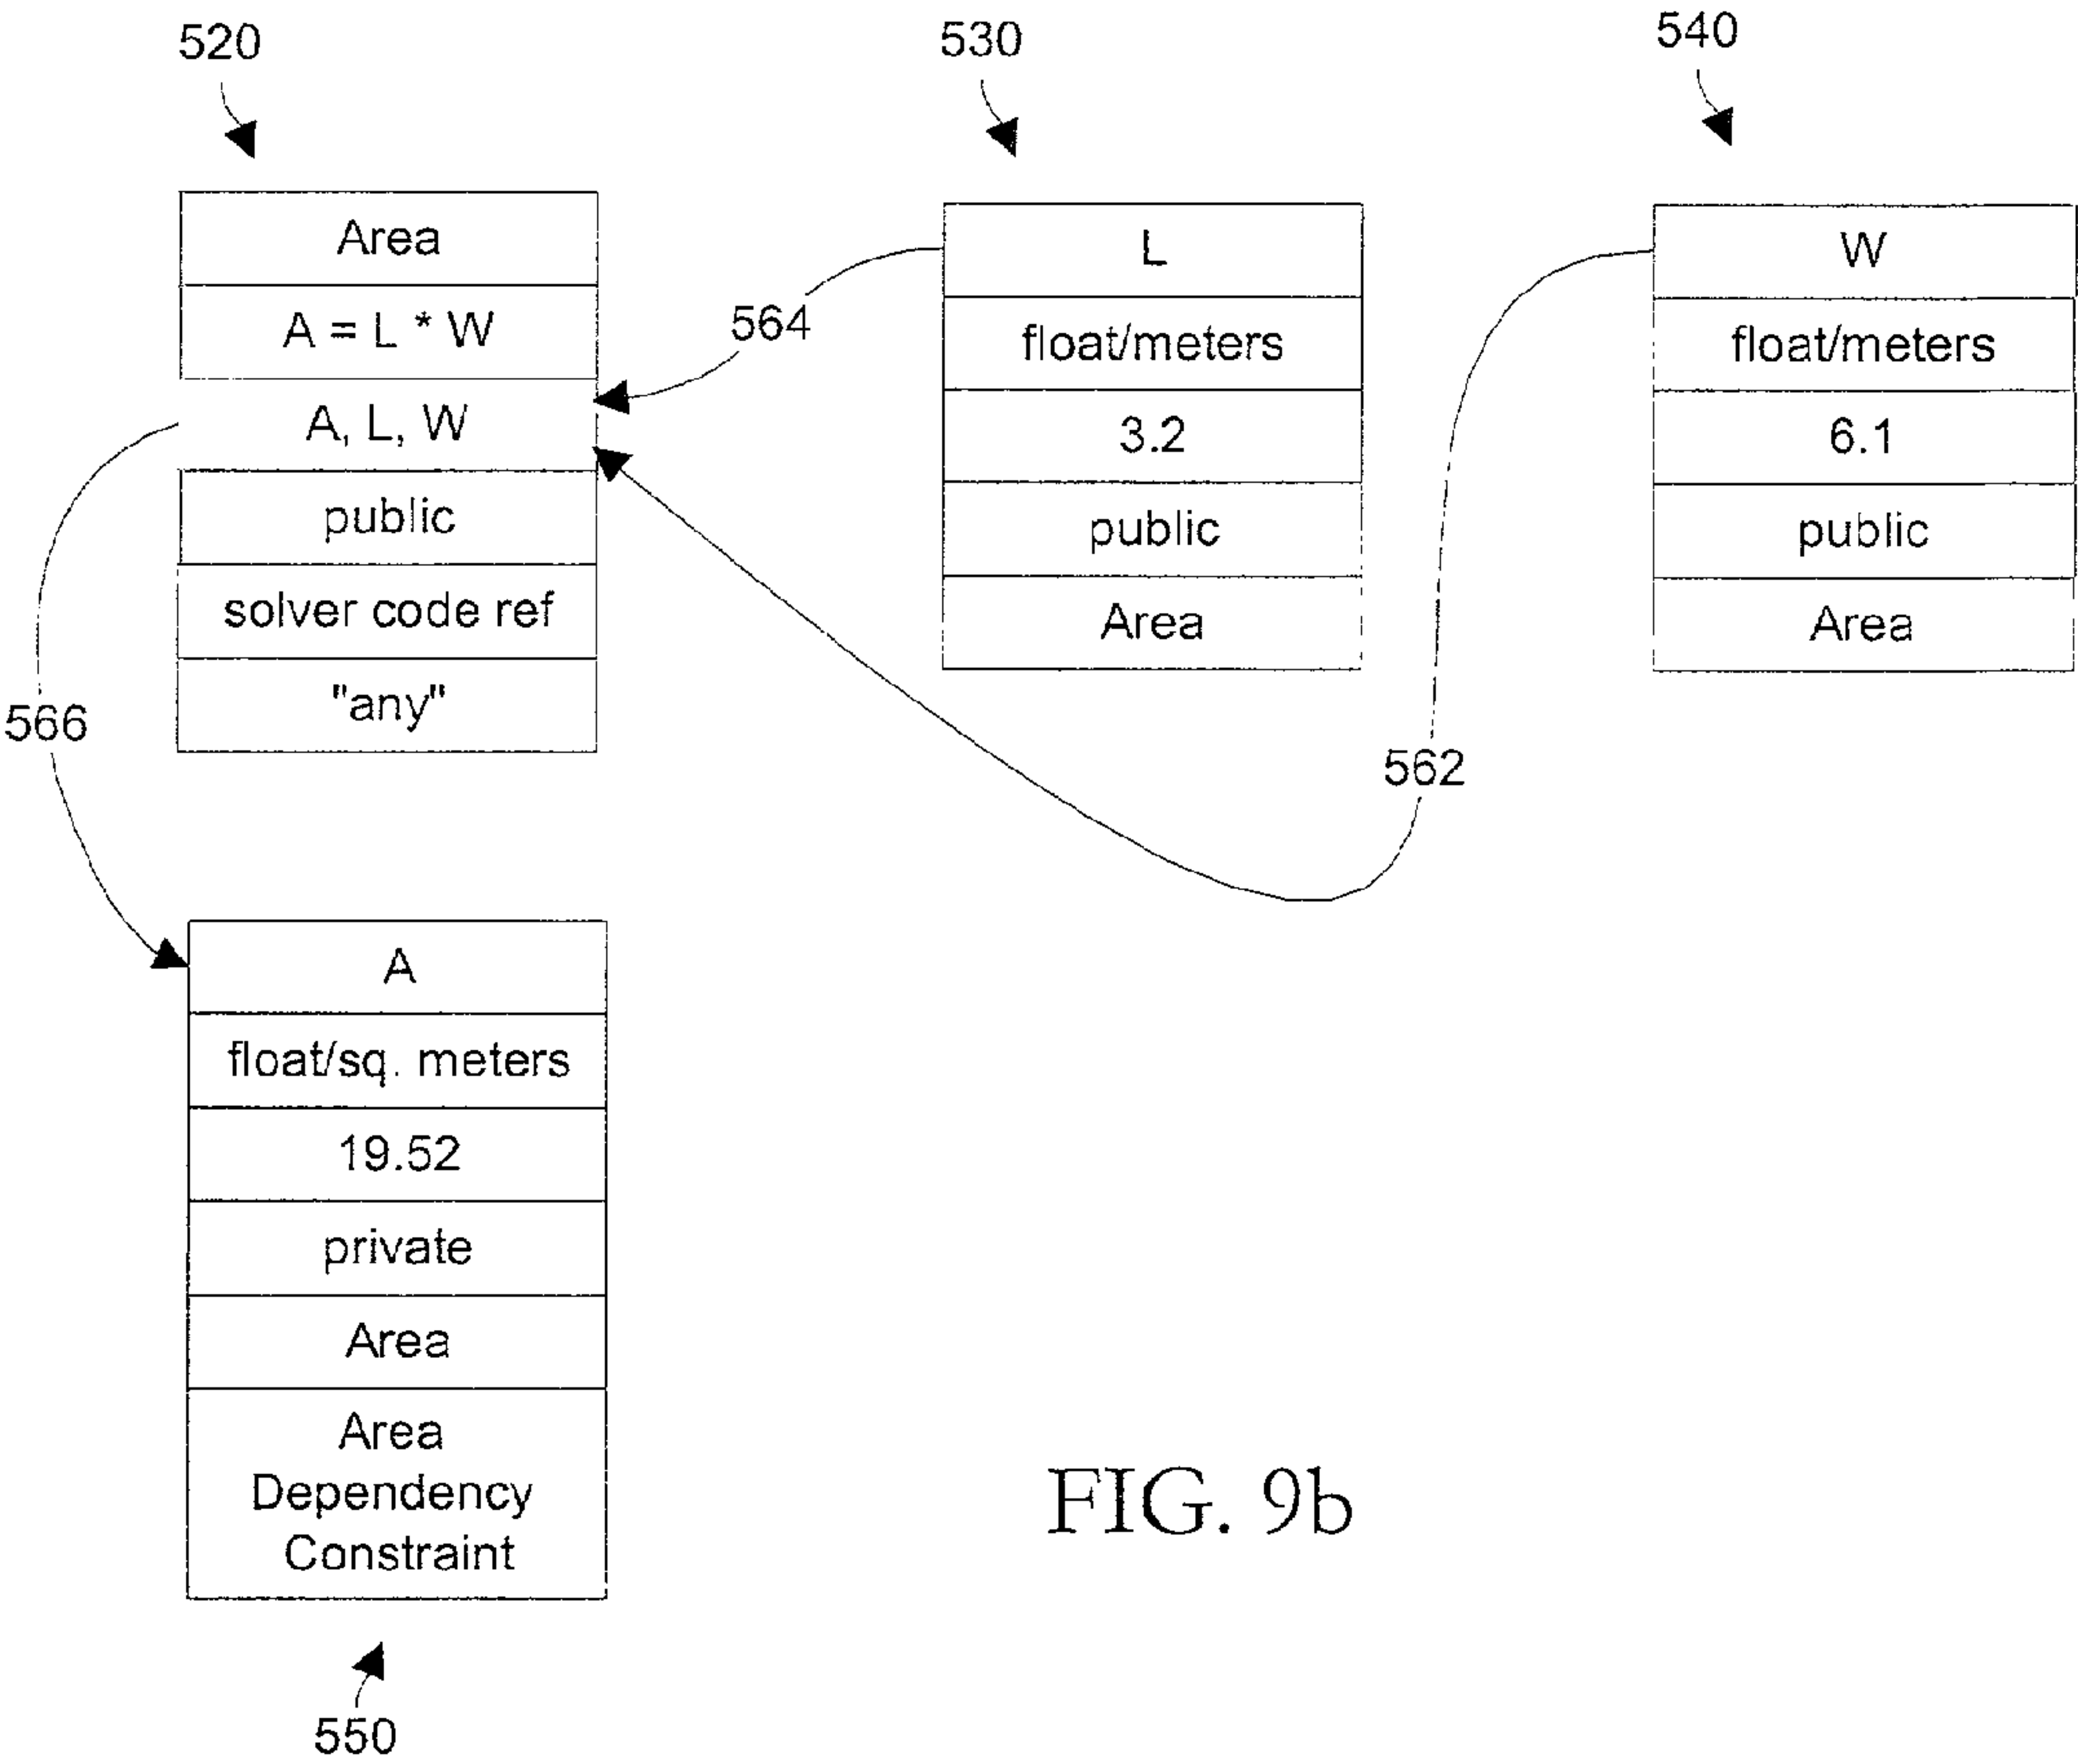 520
530
540
Area
A = L * W
A, L, W
public
solver code ref
"any"
L
float/meters
3.2
public
Area
W
float/meters
6.1
public
Area
564
562
566
A
float/sq. meters
19.52
private
Area
Area
Dependency
Constraint
550
FIG. 9b